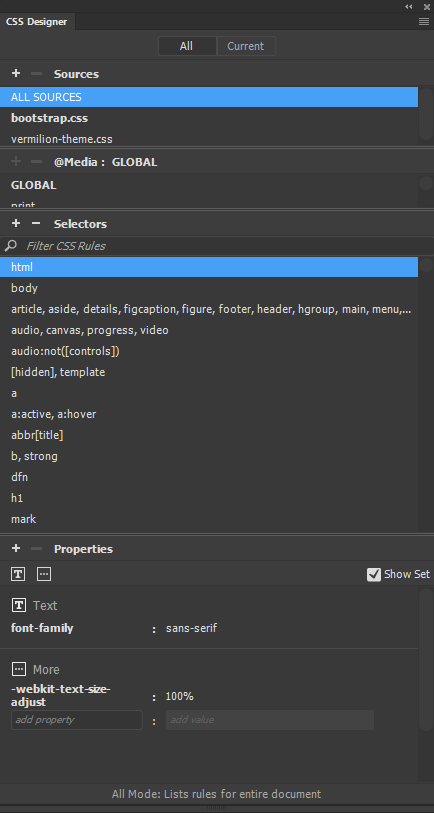 CSS Designer
All Current
Sources
ALL SOURCES
bootstrap.css
vermilion-theme.css
@Media : GLOBAL
GLOBAL
print
Selectors
Filter CSS Rules
html
body
article, aside, details, figcaption, figure, footer, header, hgroup, main, menu,...
audio, canvas, progress, video
audio:not([controls])
[hidden], template
a
a:active, a:hover
abbr[title]
b, strong
dfn
h1
mark
Properties
T Show Set
T Text
font-family : sans-serif
More
-webkit-text-size-
adjust : 100%
add property : add value
All Mode: Lists rules for entire document